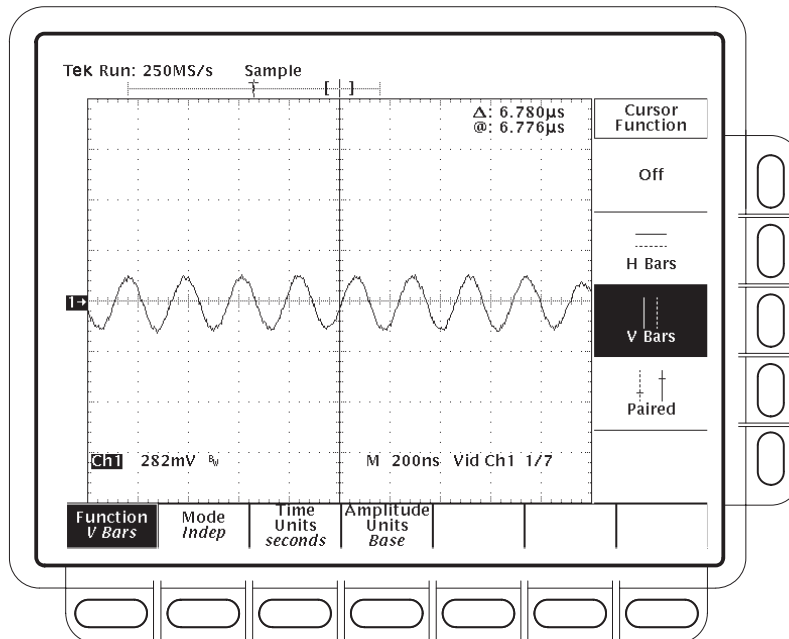 Tek Run: 250MS/s Sample
Δ: 6.780µs
@: 6.776µs
Cursor
Function
Off
H Bars
V Bars
Paired
1→
Ch1 282mV BW M 200ns Vid Ch1 1/7
Function
V Bars
Mode
Indep
Time
Units
seconds
Amplitude
Units
Base